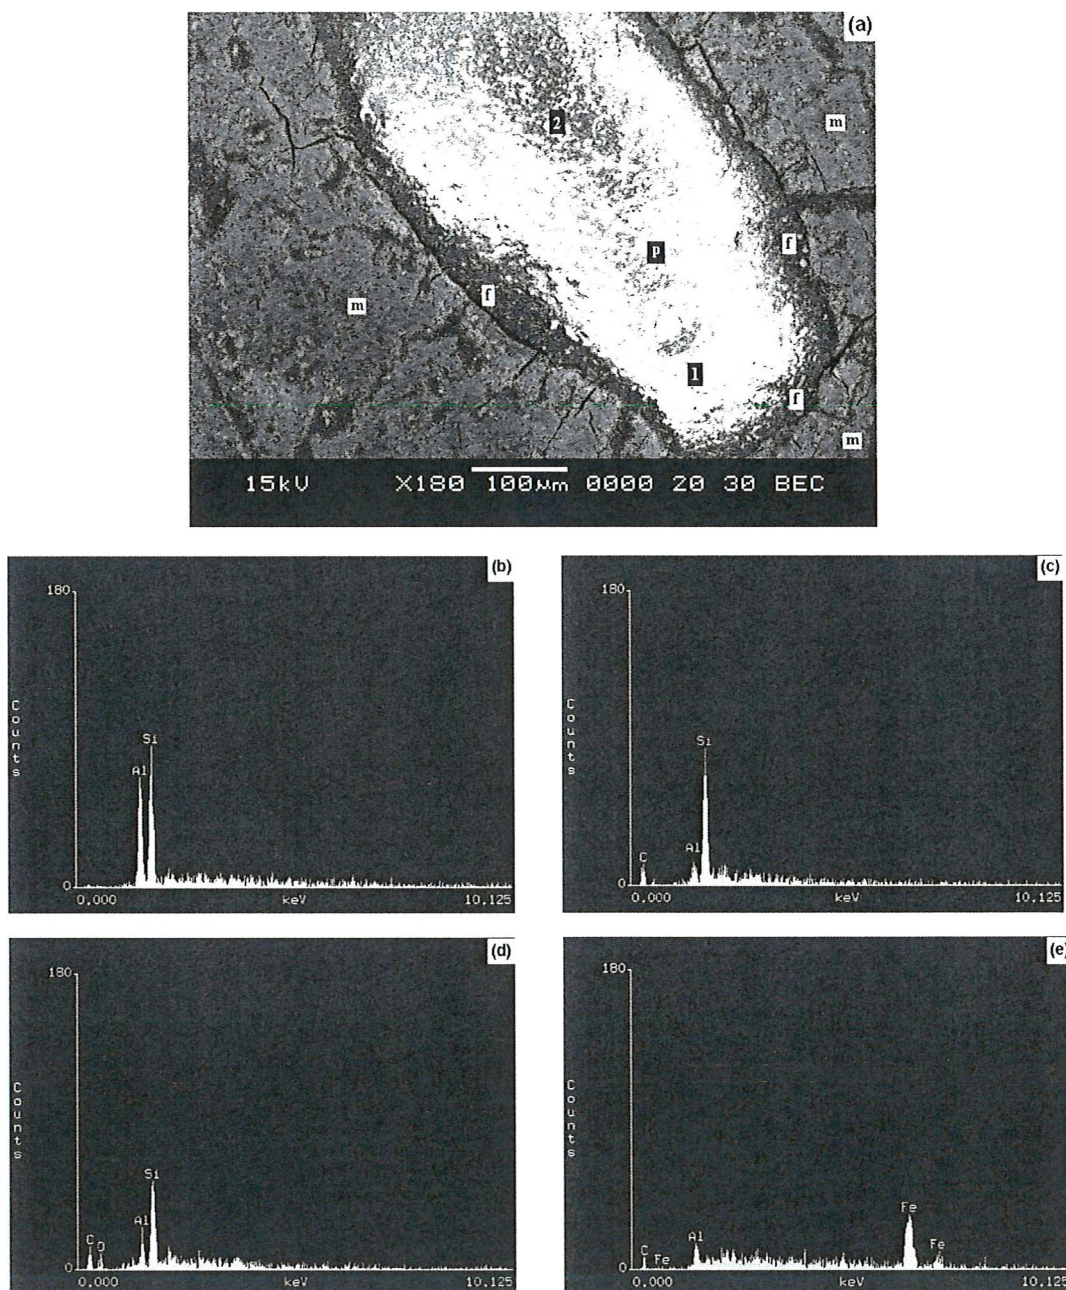 (a)
m
2
p
f
f
m
1
f
m
15kV X180 100μm 0000 20 30 BEC
(b)
180
Counts
Si
Al
0
0.000 keV 10.125
(c)
180
Counts
Si
C
Al
0
0.000 keV 10.125
(d)
180
Counts
Si
Al
C
O
0
0.000 keV 10.125
(e)
180
Counts
Fe
Al
C
Fe
Fe
0
0.000 keV 10.125